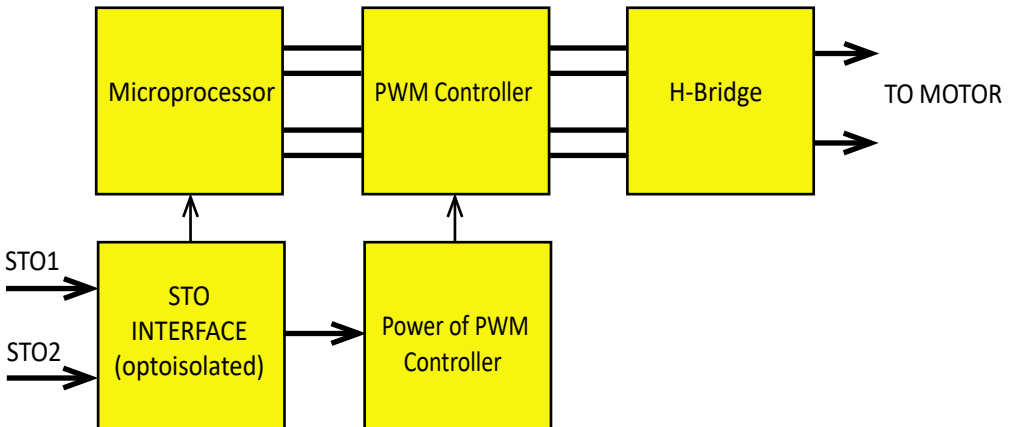 Microprocessor
PWM Controller
H-Bridge
TO MOTOR
STO1
STO2
STO
INTERFACE
(optoisolated)
Power of PWM
Controller